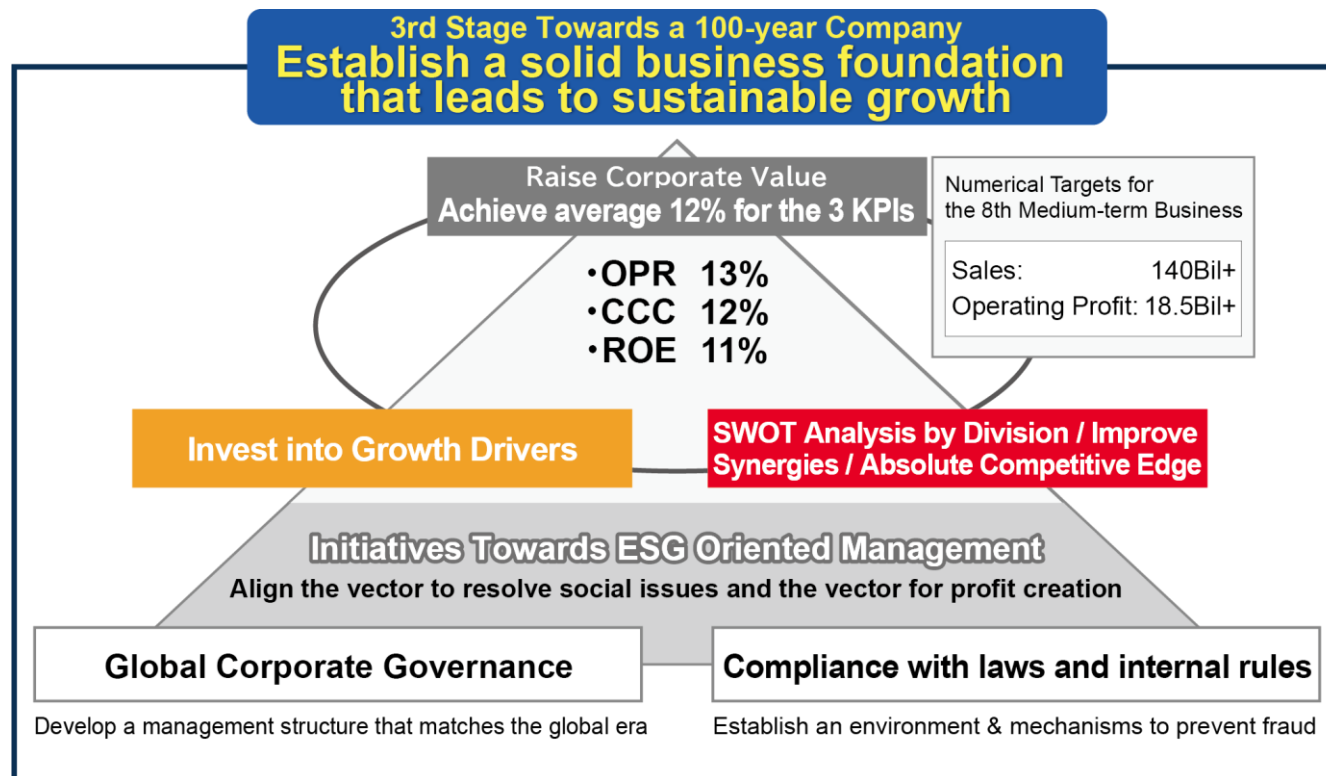 3rd Stage Towards a 100-year Company
Establish a solid business foundation
that leads to sustainable growth
Raise Corporate Value
Achieve average 12% for the 3 KPIs
Numerical Targets for
the 8th Medium-term Business
Sales: 140Bil+
Operating Profit: 18.5Bil+
・OPR 13%
・CCC 12%
・ROE 11%
Invest into Growth Drivers
SWOT Analysis by Division / Improve
Synergies / Absolute Competitive Edge
Initiatives Towards ESG Oriented Management
Align the vector to resolve social issues and the vector for profit creation
Global Corporate Governance
Develop a management structure that matches the global era
Compliance with laws and internal rules
Establish an environment & mechanisms to prevent fraud